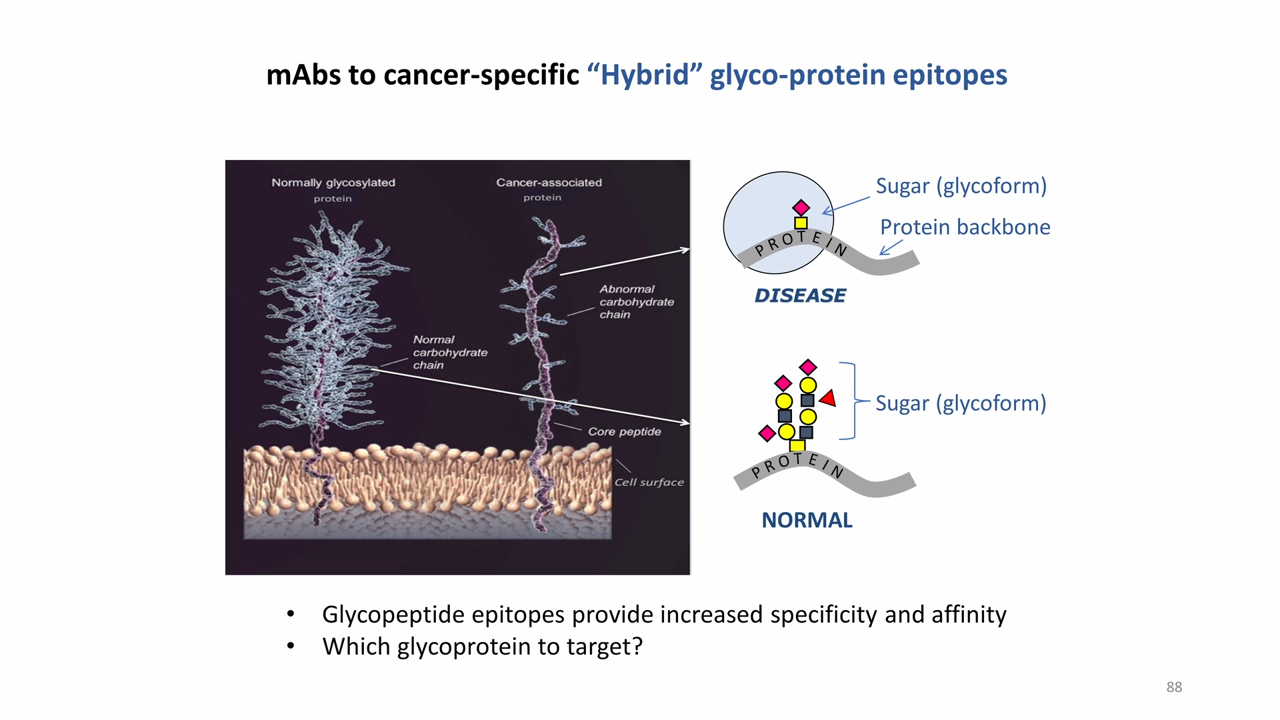 mAbs to cancer-specific “Hybrid” glyco-protein epitopes
Normally glycosylated
protein
Cancer-associated
protein
Abnormal
carbohydrate
chain
Normal
carbohydrate
chain
Core peptide
Cell surface
Sugar (glycoform)
Protein backbone
PROTEIN
DISEASE
Sugar (glycoform)
PROTEIN
NORMAL
• Glycopeptide epitopes provide increased specificity and affinity
• Which glycoprotein to target?
88